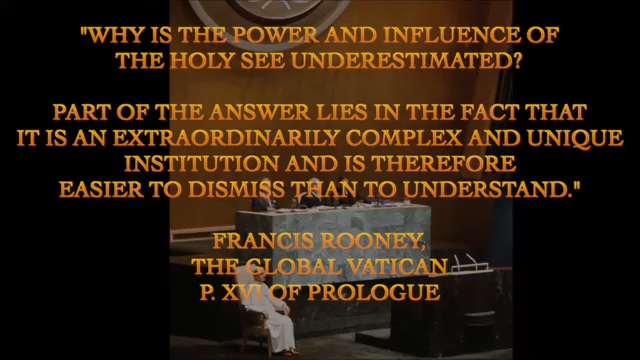 "WHY IS THE POWER AND INFLUENCE OF
THE HOLY SEE UNDERESTIMATED?
PART OF THE ANSWER LIES IN THE FACT THAT
IT IS AN EXTRAORDINARILY COMPLEX AND UNIQUE
INSTITUTION AND IS THEREFORE
EASIER TO DISMISS THAN TO UNDERSTAND."
FRANCIS ROONEY,
THE GLOBAL VATICAN
P. XVI OF PROLOGUE